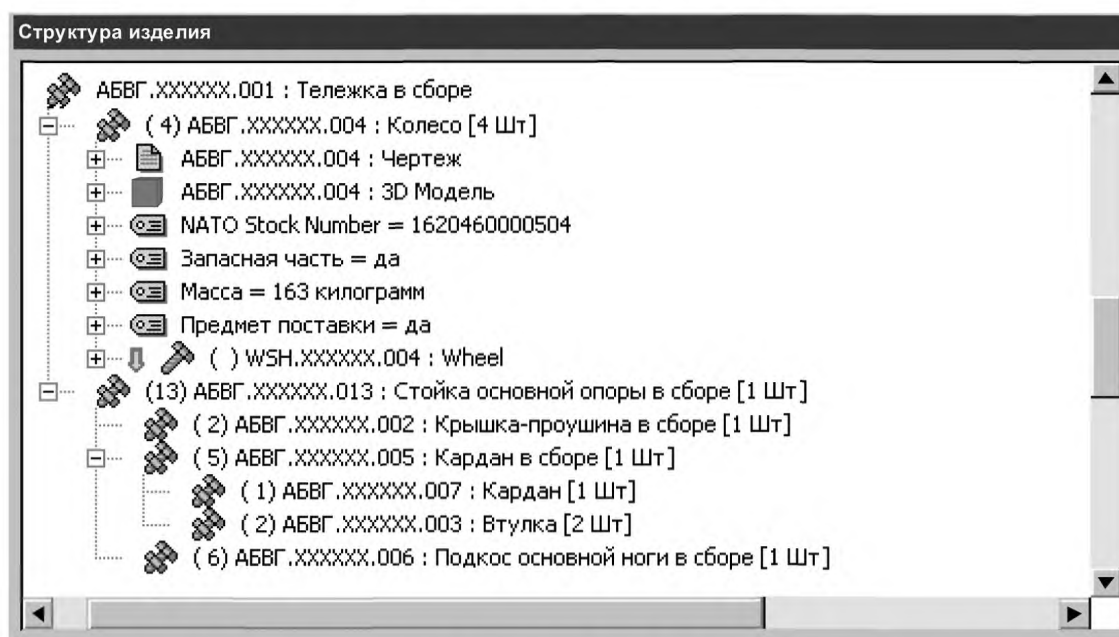 Структура изделия
АБВГ.XXXXXX.001 : Тележка в сборе
( 4) АБВГ.XXXXXX.004 : Колесо [4 Шт]
АБВГ.XXXXXX.004 : Чертеж
АБВГ.XXXXXX.004 : 3D Модель
NATO Stock Number = 1620460000504
Запасная часть = да
Масса = 163 килограмм
Предмет поставки = да
( ) WSH.XXXXXX.004 : Wheel
(13) АБВГ.XXXXXX.013 : Стойка основной опоры в сборе [1 Шт]
( 2) АБВГ.XXXXXX.002 : Крышка-проушина в сборе [1 Шт]
( 5) АБВГ.XXXXXX.005 : Кардан в сборе [1 Шт]
( 1) АБВГ.XXXXXX.007 : Кардан [1 Шт]
( 2) АБВГ.XXXXXX.003 : Втулка [2 Шт]
( 6) АБВГ.XXXXXX.006 : Подкос основной ноги в сборе [1 Шт]